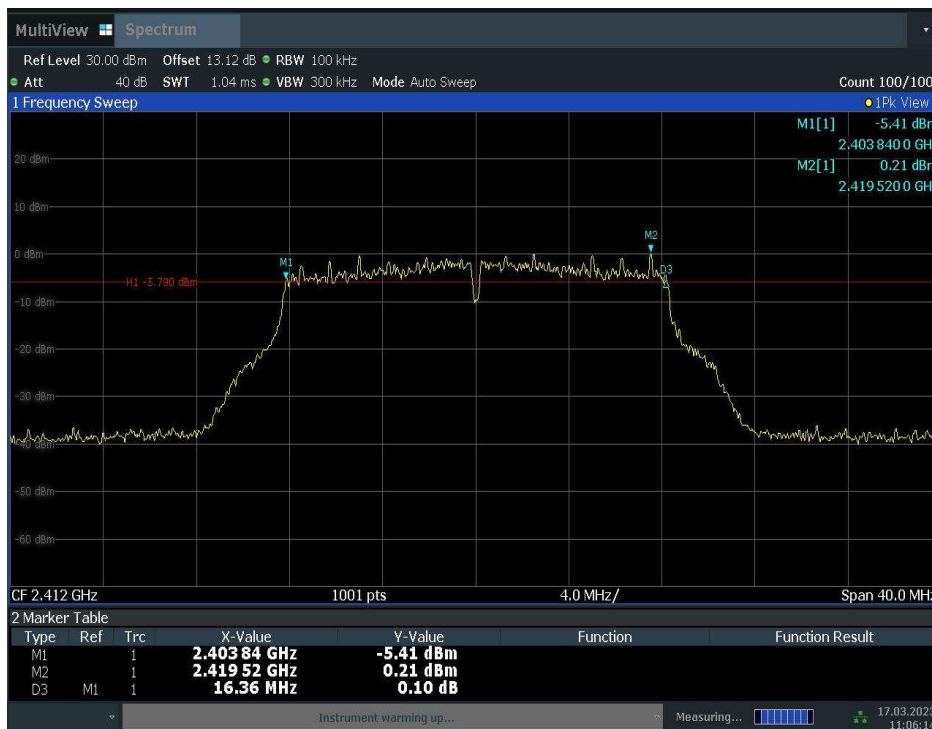 MultiView Spectrum
Ref Level 30.00 dBm Offset 13.12 dB RBW 100 kHz
Att 40 dB SWT 1.04 ms VBW 300 kHz Mode Auto Sweep Count 100/100
1 Frequency Sweep 1Pk View
M1[1] -5.41 dBm
2.403 840 0 GHz
M2[1] 0.21 dBm
2.419 520 0 GHz
20 dBm
10 dBm
M2
0 dBm
M1
D3
H1 -5.790 dBm
-10 dBm
-20 dBm
-30 dBm
-40 dBm
-50 dBm
-60 dBm
CF 2.412 GHz 1001 pts 4.0 MHz/ Span 40.0 MHz
2 Marker Table
Type Ref Trc X-Value Y-Value Function Function Result
M1 1 2.403 84 GHz -5.41 dBm
M2 1 2.419 52 GHz 0.21 dBm
D3 M1 1 16.36 MHz 0.10 dB
Instrument warming up... Measuring... 17.03.2023
11:06:14